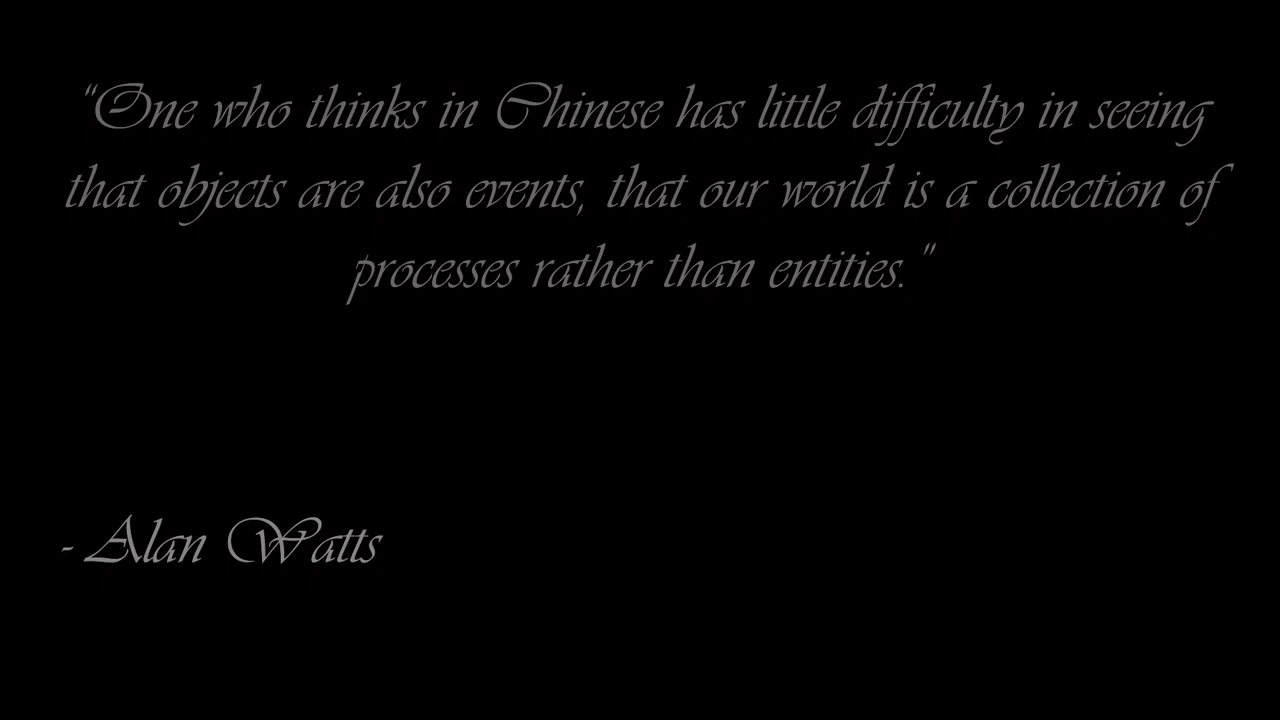 “One who thinks in Chinese has little difficulty in seeing
that objects are also events, that our world is a collection of
processes rather than entities.”
- Alan Watts